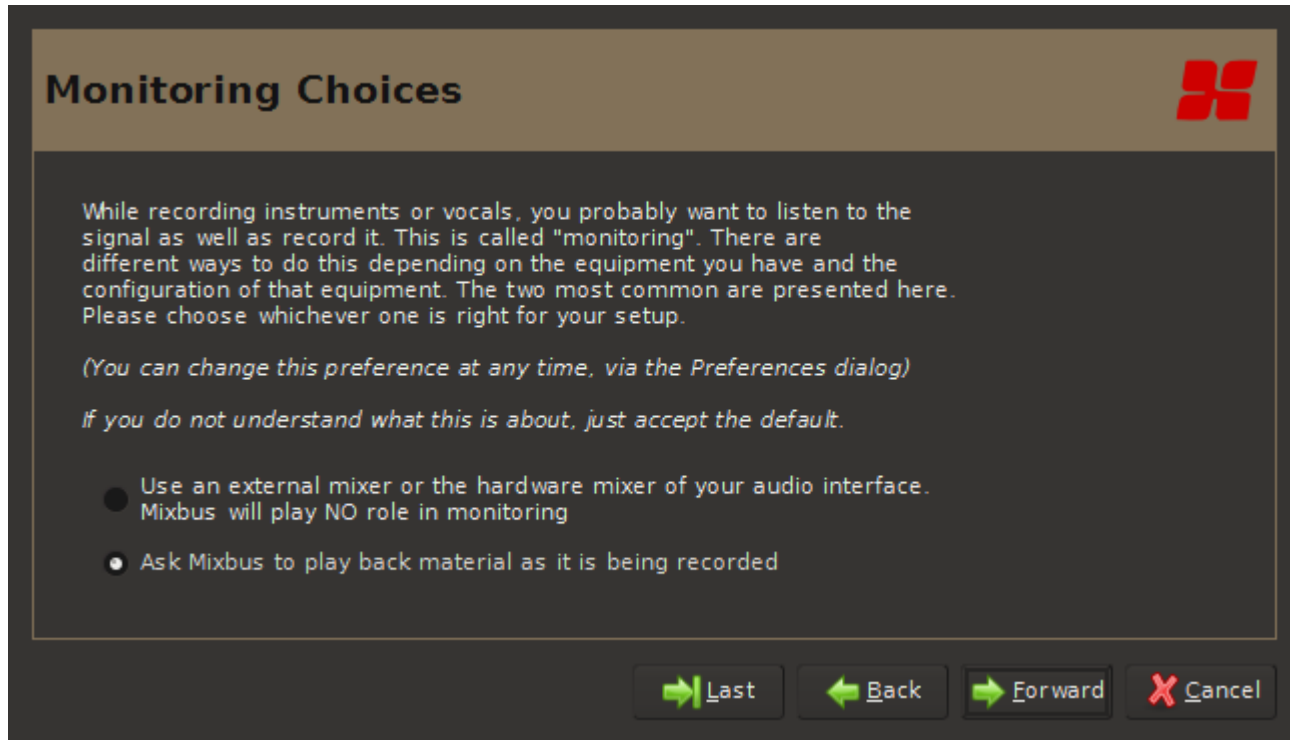 Monitoring Choices
While recording instruments or vocals, you probably want to listen to the
signal as well as record it. This is called "monitoring". There are
different ways to do this depending on the equipment you have and the
configuration of that equipment. The two most common are presented here.
Please choose whichever one is right for your setup.
(You can change this preference at any time, via the Preferences dialog)
If you do not understand what this is about, just accept the default.
Use an external mixer or the hardware mixer of your audio interface.
Mixbus will play NO role in monitoring
Ask Mixbus to play back material as it is being recorded
Last Back Forward Cancel